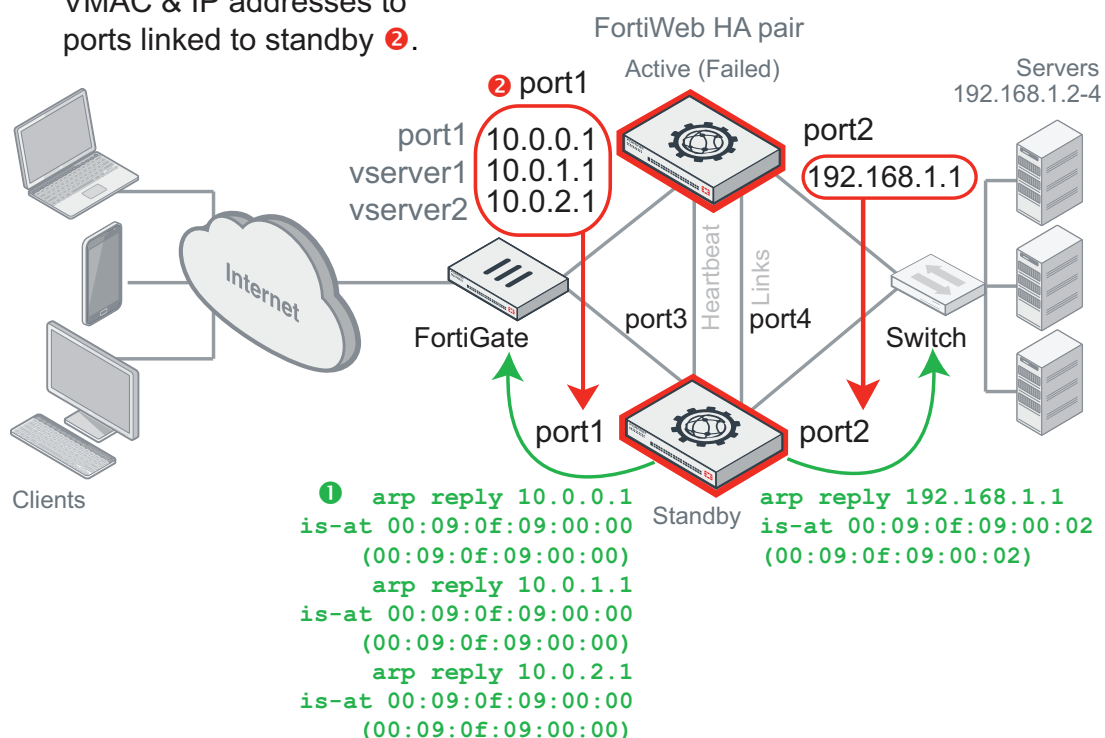 VMAC & IP addresses to
ports linked to standby ❷.
FortiWeb HA pair
Active (Failed)
Servers
192.168.1.2-4
❷ port1
port1 10.0.0.1
vserver1 10.0.1.1
vserver2 10.0.2.1
port2
192.168.1.1
Internet
Heartbeat
Links
FortiGate
port3
port4
Switch
port1
port2
Clients
Standby
❶ arp reply 10.0.0.1
is-at 00:09:0f:09:00:00
(00:09:0f:09:00:00)
arp reply 10.0.1.1
is-at 00:09:0f:09:00:00
(00:09:0f:09:00:00)
arp reply 10.0.2.1
is-at 00:09:0f:09:00:00
(00:09:0f:09:00:00)
arp reply 192.168.1.1
is-at 00:09:0f:09:00:02
(00:09:0f:09:00:02)